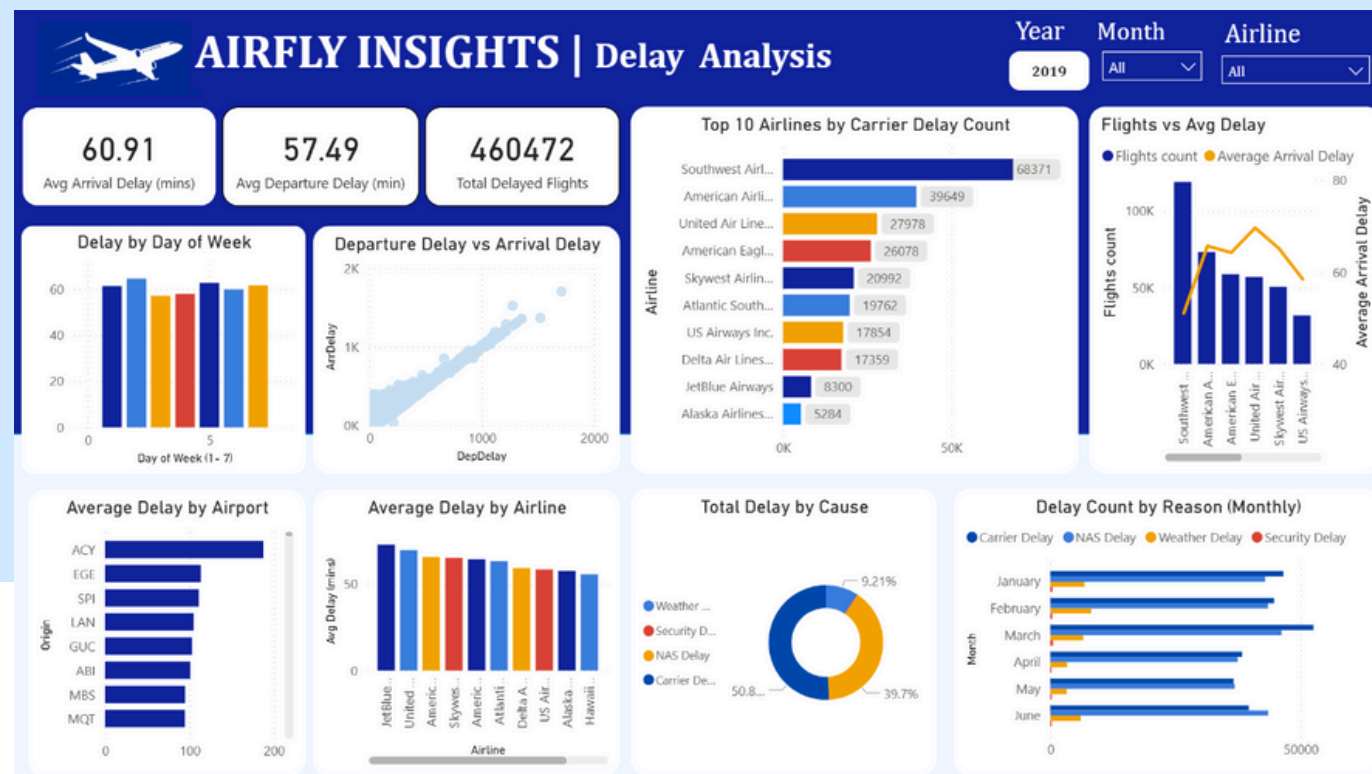 AIRFLY INSIGHTS | Delay Analysis
Year
2019
Month
All
Airline
All
60.91
Avg Arrival Delay (mins)
57.49
Avg Departure Delay (min)
460472
Total Delayed Flights
Top 10 Airlines by Carrier Delay Count
Airline
Southwest Airl... 68371
American Airli... 39649
United Air Line... 27978
American Eagl... 26078
Skywest Airlin... 20992
Atlantic South... 19762
US Airways Inc. 17854
Delta Air Lines... 17359
JetBlue Airways 8300
Alaska Airlines... 5284
0K 50K
Flights vs Avg Delay
Flights count Average Arrival Delay
Flights count
100K
50K
0K
80
60
40
Average Arrival Delay
Southwest ...
American A...
American E...
United Air ...
Skywest Air...
US Airways...
Delay by Day of Week
60
40
20
0
0 5
Day of Week (1- 7)
Departure Delay vs Arrival Delay
ArrDelay
2K
1K
0K
0 1000 2000
DepDelay
Average Delay by Airport
Origin
ACY
EGE
SPI
LAN
GUC
ABI
MBS
MQT
0 100 200
Average Delay by Airline
Avg Delay (mins)
50
0
JetBlue...
United ...
Americ...
Skywes...
Americ...
Atlanti...
Delta A...
US Air...
Alaska...
Hawaii...
Airline
Total Delay by Cause
Weather ...
Security D...
NAS Delay
Carrier De...
9.21%
50.8...
39.7%
Delay Count by Reason (Monthly)
Carrier Delay NAS Delay Weather Delay Security Delay
Month
January
February
March
April
May
June
0 50000